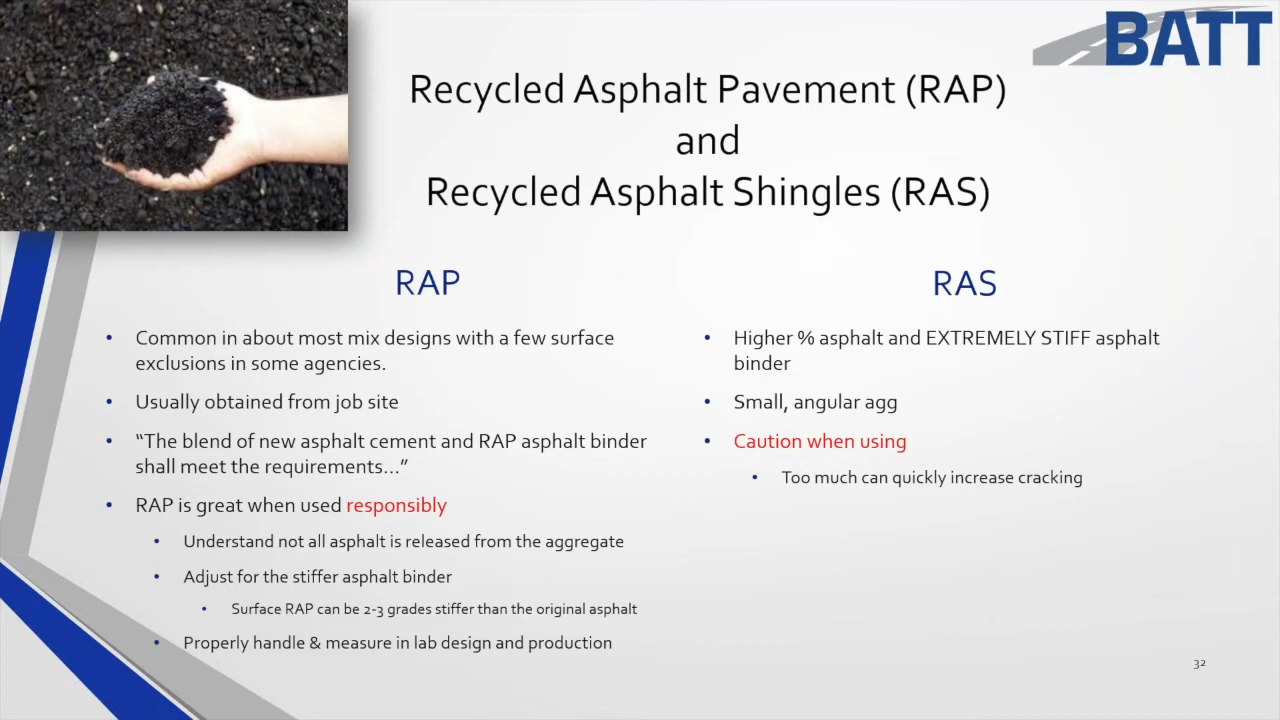 BATT
Recycled Asphalt Pavement (RAP)
and
Recycled Asphalt Shingles (RAS)
RAP
• Common in about most mix designs with a few surface
exclusions in some agencies.
• Usually obtained from job site
• “The blend of new asphalt cement and RAP asphalt binder
shall meet the requirements…”
• RAP is great when used responsibly
• Understand not all asphalt is released from the aggregate
• Adjust for the stiffer asphalt binder
• Surface RAP can be 2-3 grades stiffer than the original asphalt
• Properly handle & measure in lab design and production
RAS
• Higher % asphalt and EXTREMELY STIFF asphalt
binder
• Small, angular agg
• Caution when using
• Too much can quickly increase cracking
32